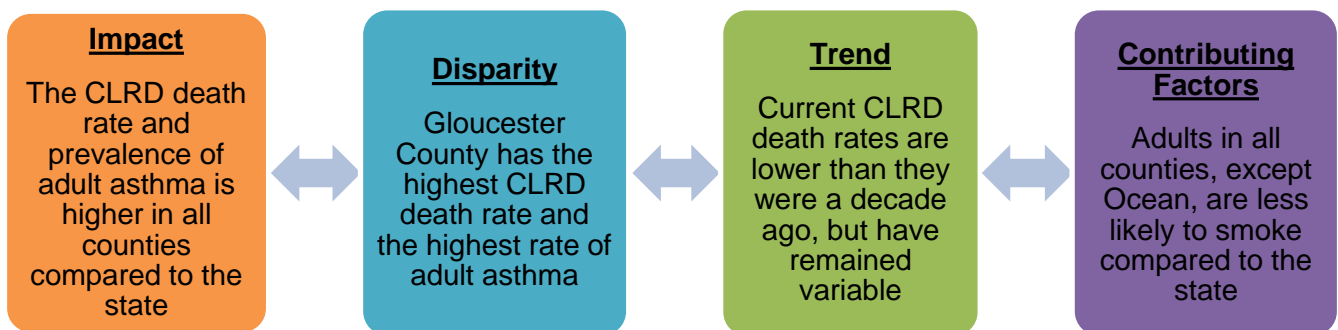 Impact
The CLRD death
rate and
prevalence of
adult asthma is
higher in all
counties
compared to the
state
Disparity
Gloucester
County has the
highest CLRD
death rate and
the highest rate of
adult asthma
Trend
Current CLRD
death rates are
lower than they
were a decade
ago, but have
remained
variable
Contributing
Factors
Adults in all
counties, except
Ocean, are less
likely to smoke
compared to the
state